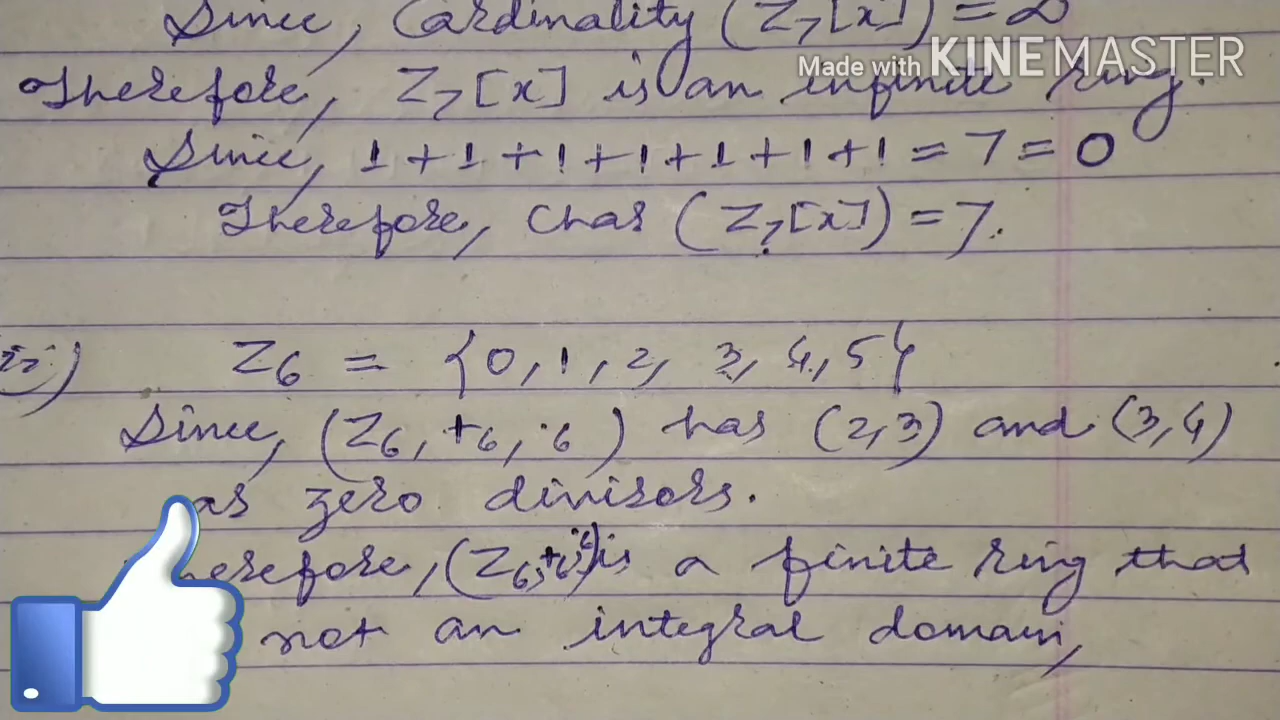 Since, Cardinality (Z₇[x]) = ∞
Made with KINEMASTER
Therefore, Z₇[x] is an infinite ring.
Since, 1+1+1+1+1+1+1 = 7 = 0
Therefore, Char (Z₇[x]) = 7.
ii) Z₆ = {0, 1, 2, 3, 4, 5}
Since, (Z₆, +₆, ·₆) has (2,3) and (3,4)
as zero divisors.
Therefore, (Z₆, +₆, ·₆) is a finite ring that
not an integral domain,